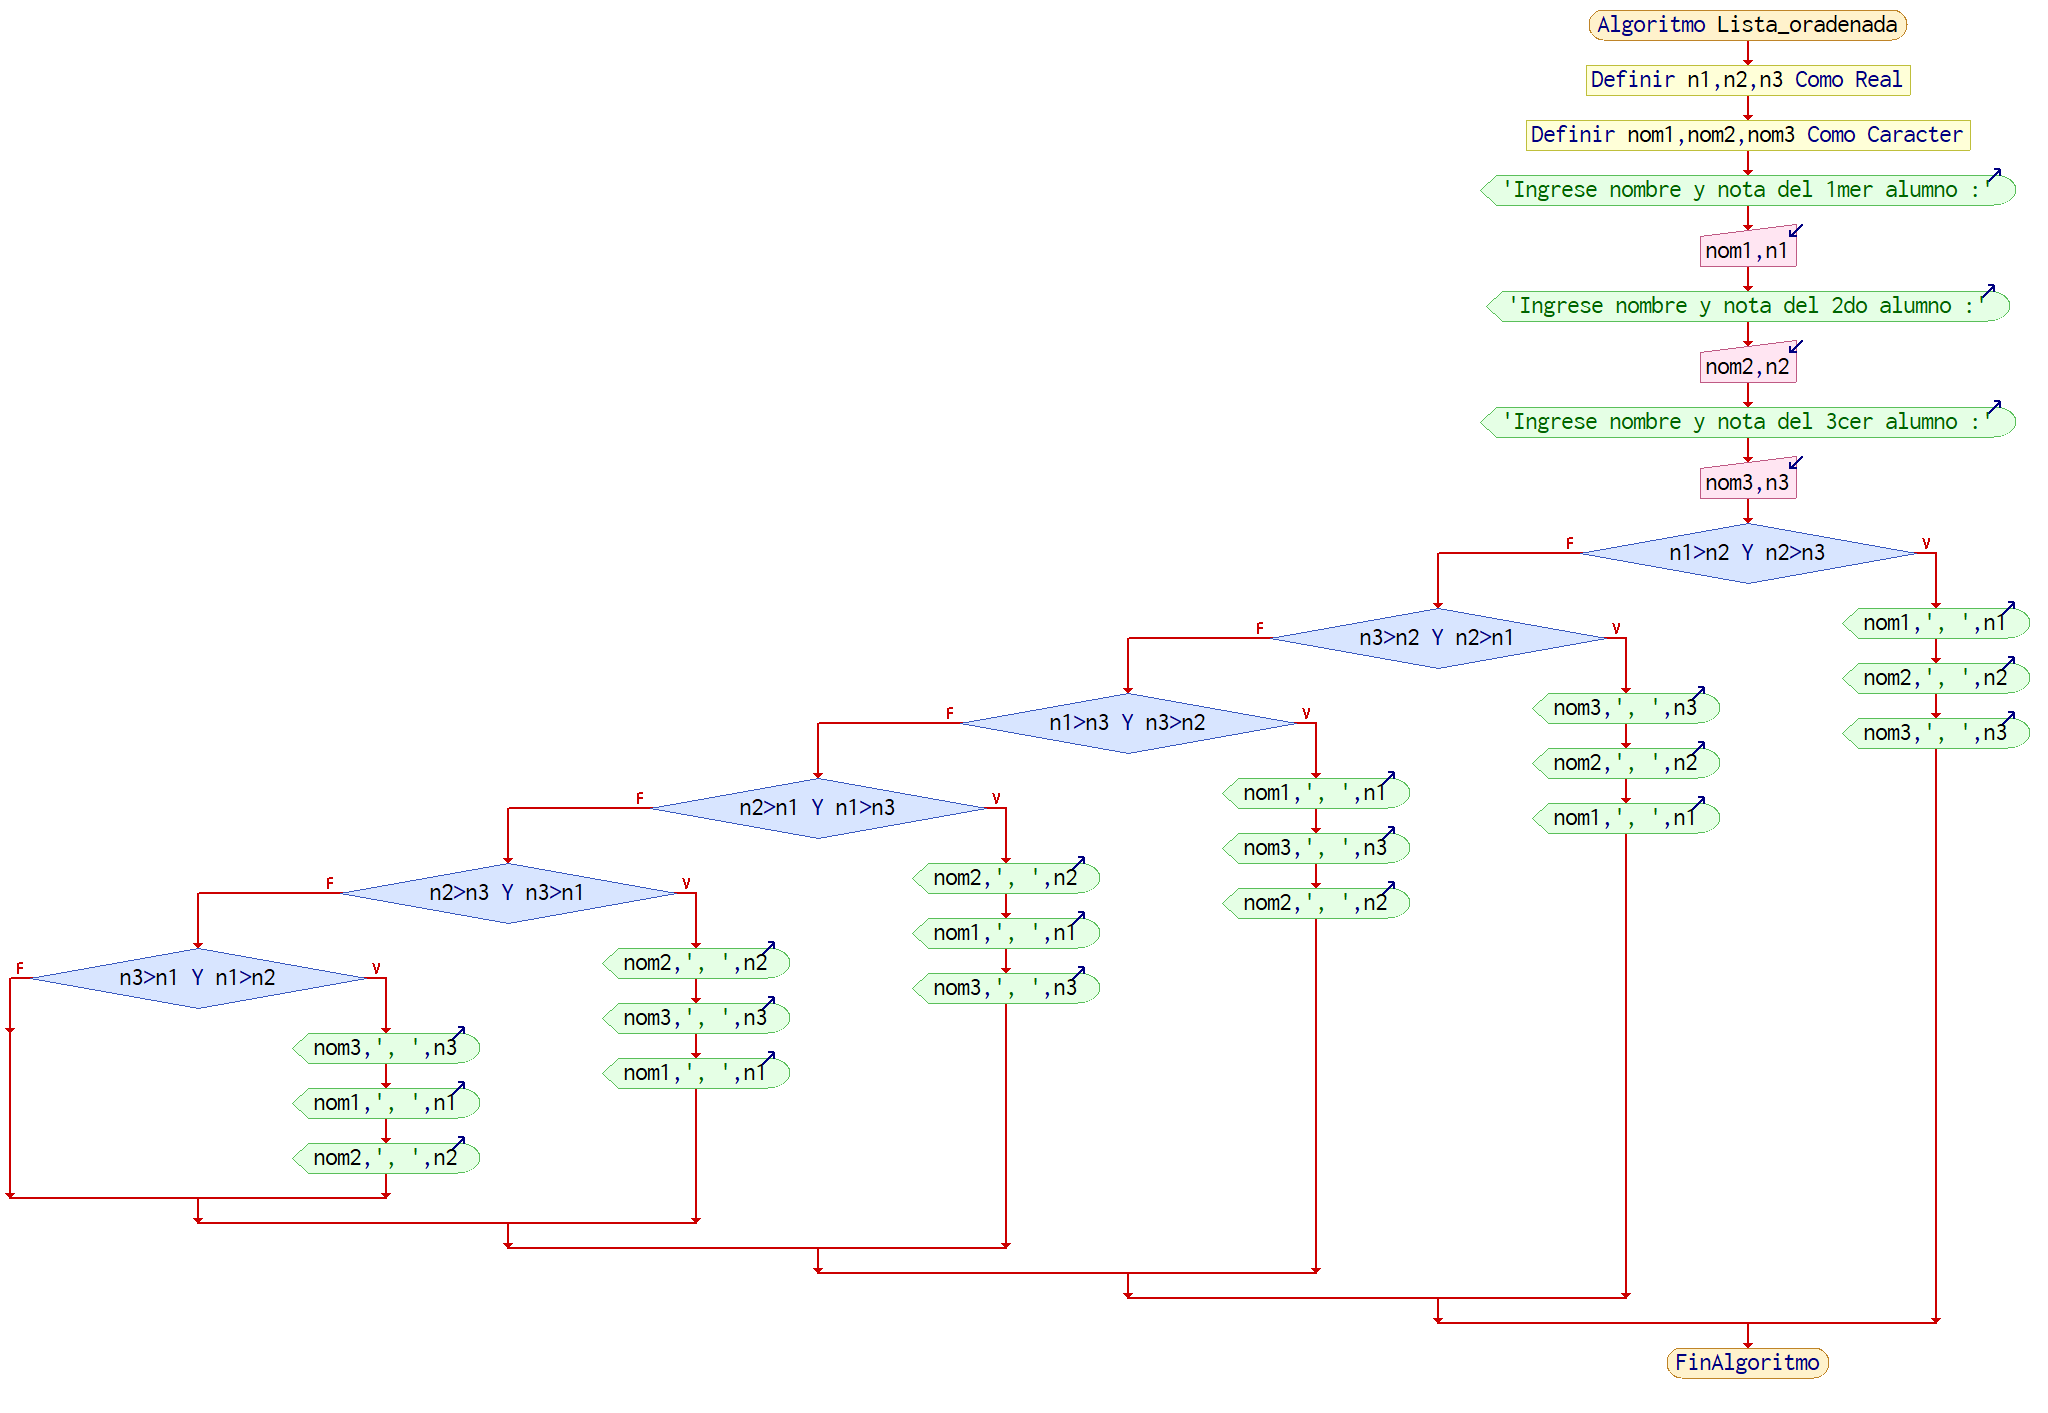 Algoritmo Lista_oradenada
Definir n1,n2,n3 Como Real
Definir nom1,nom2,nom3 Como Caracter
'Ingrese nombre y nota del 1mer alumno :'
nom1,n1
'Ingrese nombre y nota del 2do alumno :'
nom2,n2
'Ingrese nombre y nota del 3cer alumno :'
nom3,n3
n1>n2 Y n2>n3
F
V
nom1,', ',n1
nom2,', ',n2
nom3,', ',n3
n3>n2 Y n2>n1
F
V
nom3,', ',n3
nom2,', ',n2
nom1,', ',n1
n1>n3 Y n3>n2
F
V
nom1,', ',n1
nom3,', ',n3
nom2,', ',n2
n2>n1 Y n1>n3
F
V
nom2,', ',n2
nom1,', ',n1
nom3,', ',n3
n2>n3 Y n3>n1
F
V
nom2,', ',n2
nom3,', ',n3
nom1,', ',n1
n3>n1 Y n1>n2
F
V
nom3,', ',n3
nom1,', ',n1
nom2,', ',n2
FinAlgoritmo